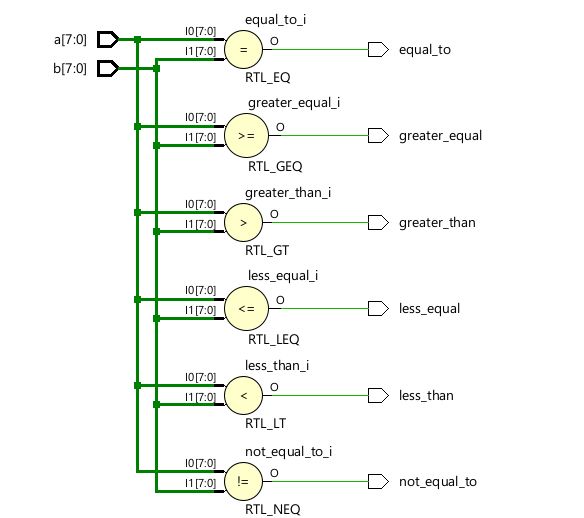 equal_to_i
a[7:0]
I0[7:0]
O
I1[7:0]
=
equal_to
b[7:0]
RTL_EQ
greater_equal_i
I0[7:0]
O
I1[7:0]
>=
greater_equal
RTL_GEQ
greater_than_i
I0[7:0]
O
I1[7:0]
>
greater_than
RTL_GT
less_equal_i
I0[7:0]
O
I1[7:0]
<=
less_equal
RTL_LEQ
less_than_i
I0[7:0]
O
I1[7:0]
<
less_than
RTL_LT
not_equal_to_i
I0[7:0]
O
I1[7:0]
!=
not_equal_to
RTL_NEQ